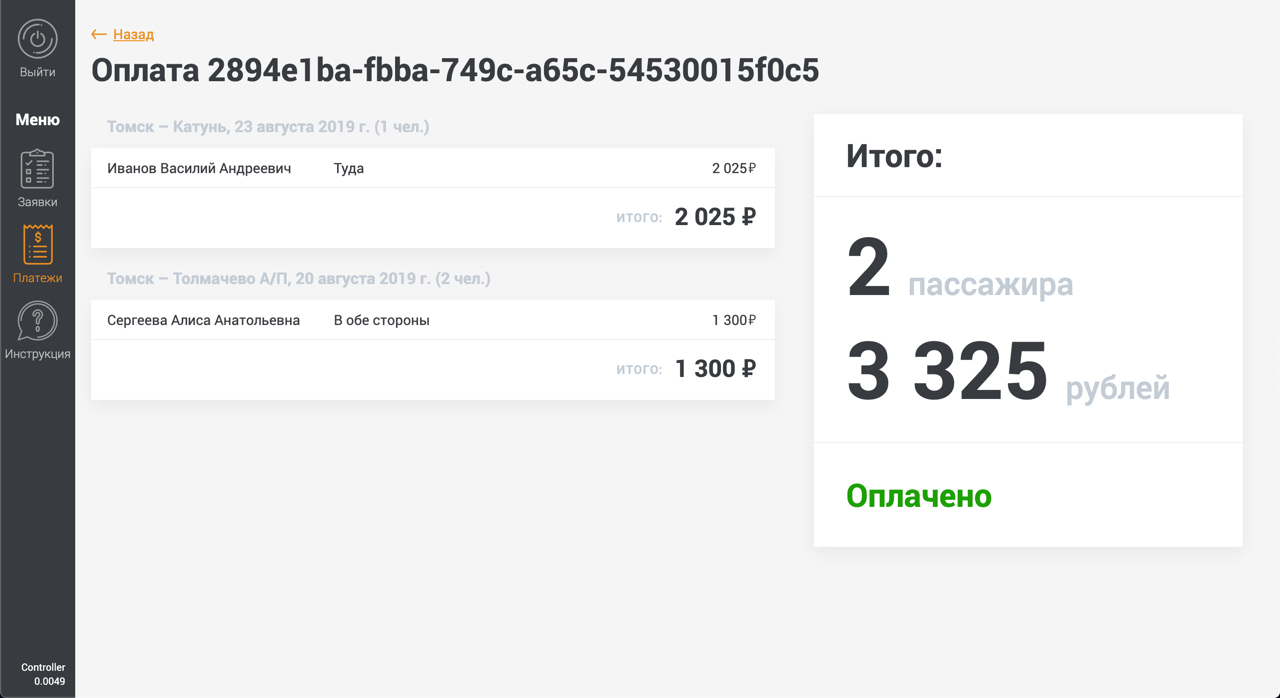 Выйти
Меню
Заявки
Платежи
Инструкция
Controller
0.0049
← Назад
Оплата 2894e1ba-fbba-749c-a65c-54530015f0c5
Томск – Катунь, 23 августа 2019 г. (1 чел.)
Иванов Василий Андреевич Туда 2 025₽
итого: 2 025 ₽
Томск – Толмачево А/П, 20 августа 2019 г. (2 чел.)
Сергеева Алиса Анатольевна В обе стороны 1 300₽
итого: 1 300 ₽
Итого:
2 пассажира
3 325 рублей
Оплачено